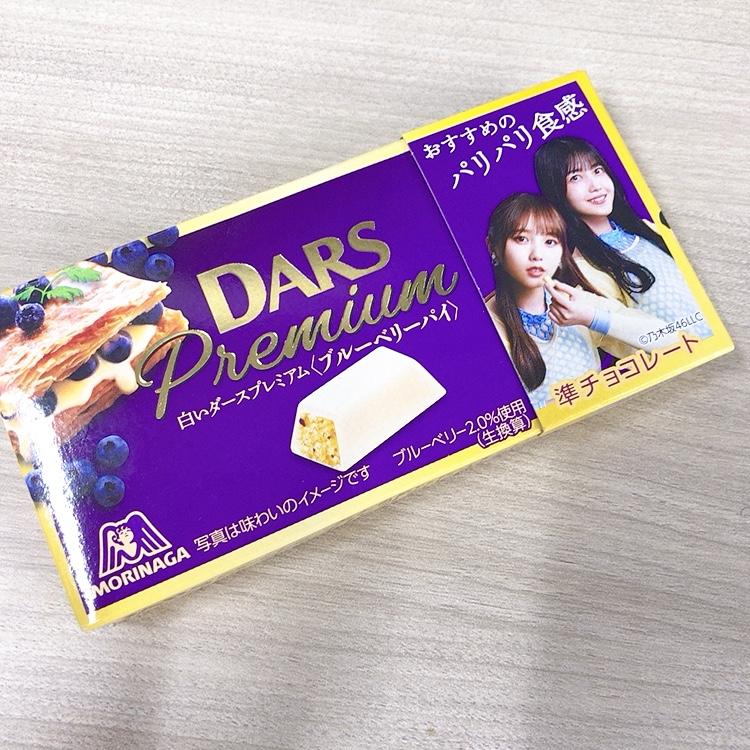 DARS
Premium
白いダースプレミアム〈ブルーベリーパイ〉
ブルーベリー2.0%使用
(生換算)
写真は味わいのイメージです
MORINAGA
おすすめの
パリパリ食感
©乃木坂46LLC
準チョコレート